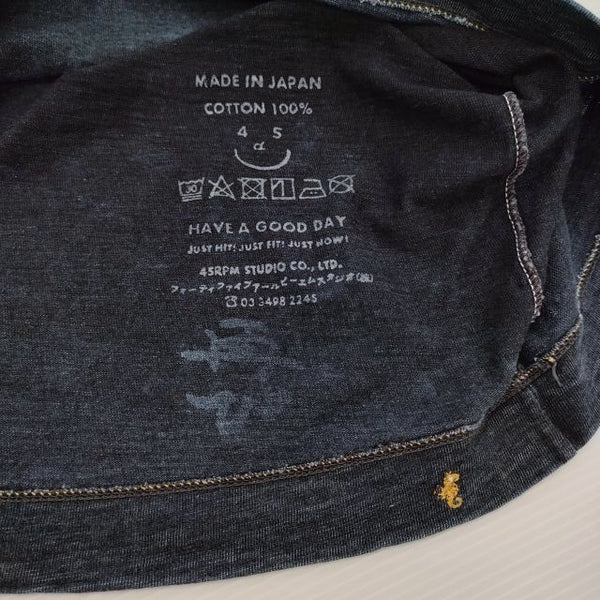 MADE IN JAPAN
COTTON 100%
4 5
30
HAVE A GOOD DAY
JUST HIT! JUST FIT! JUST NOW!
45RPM STUDIO CO., LTD.
フォーティファイブアールピーエムスタジオ(株)
☎03 3498 2245